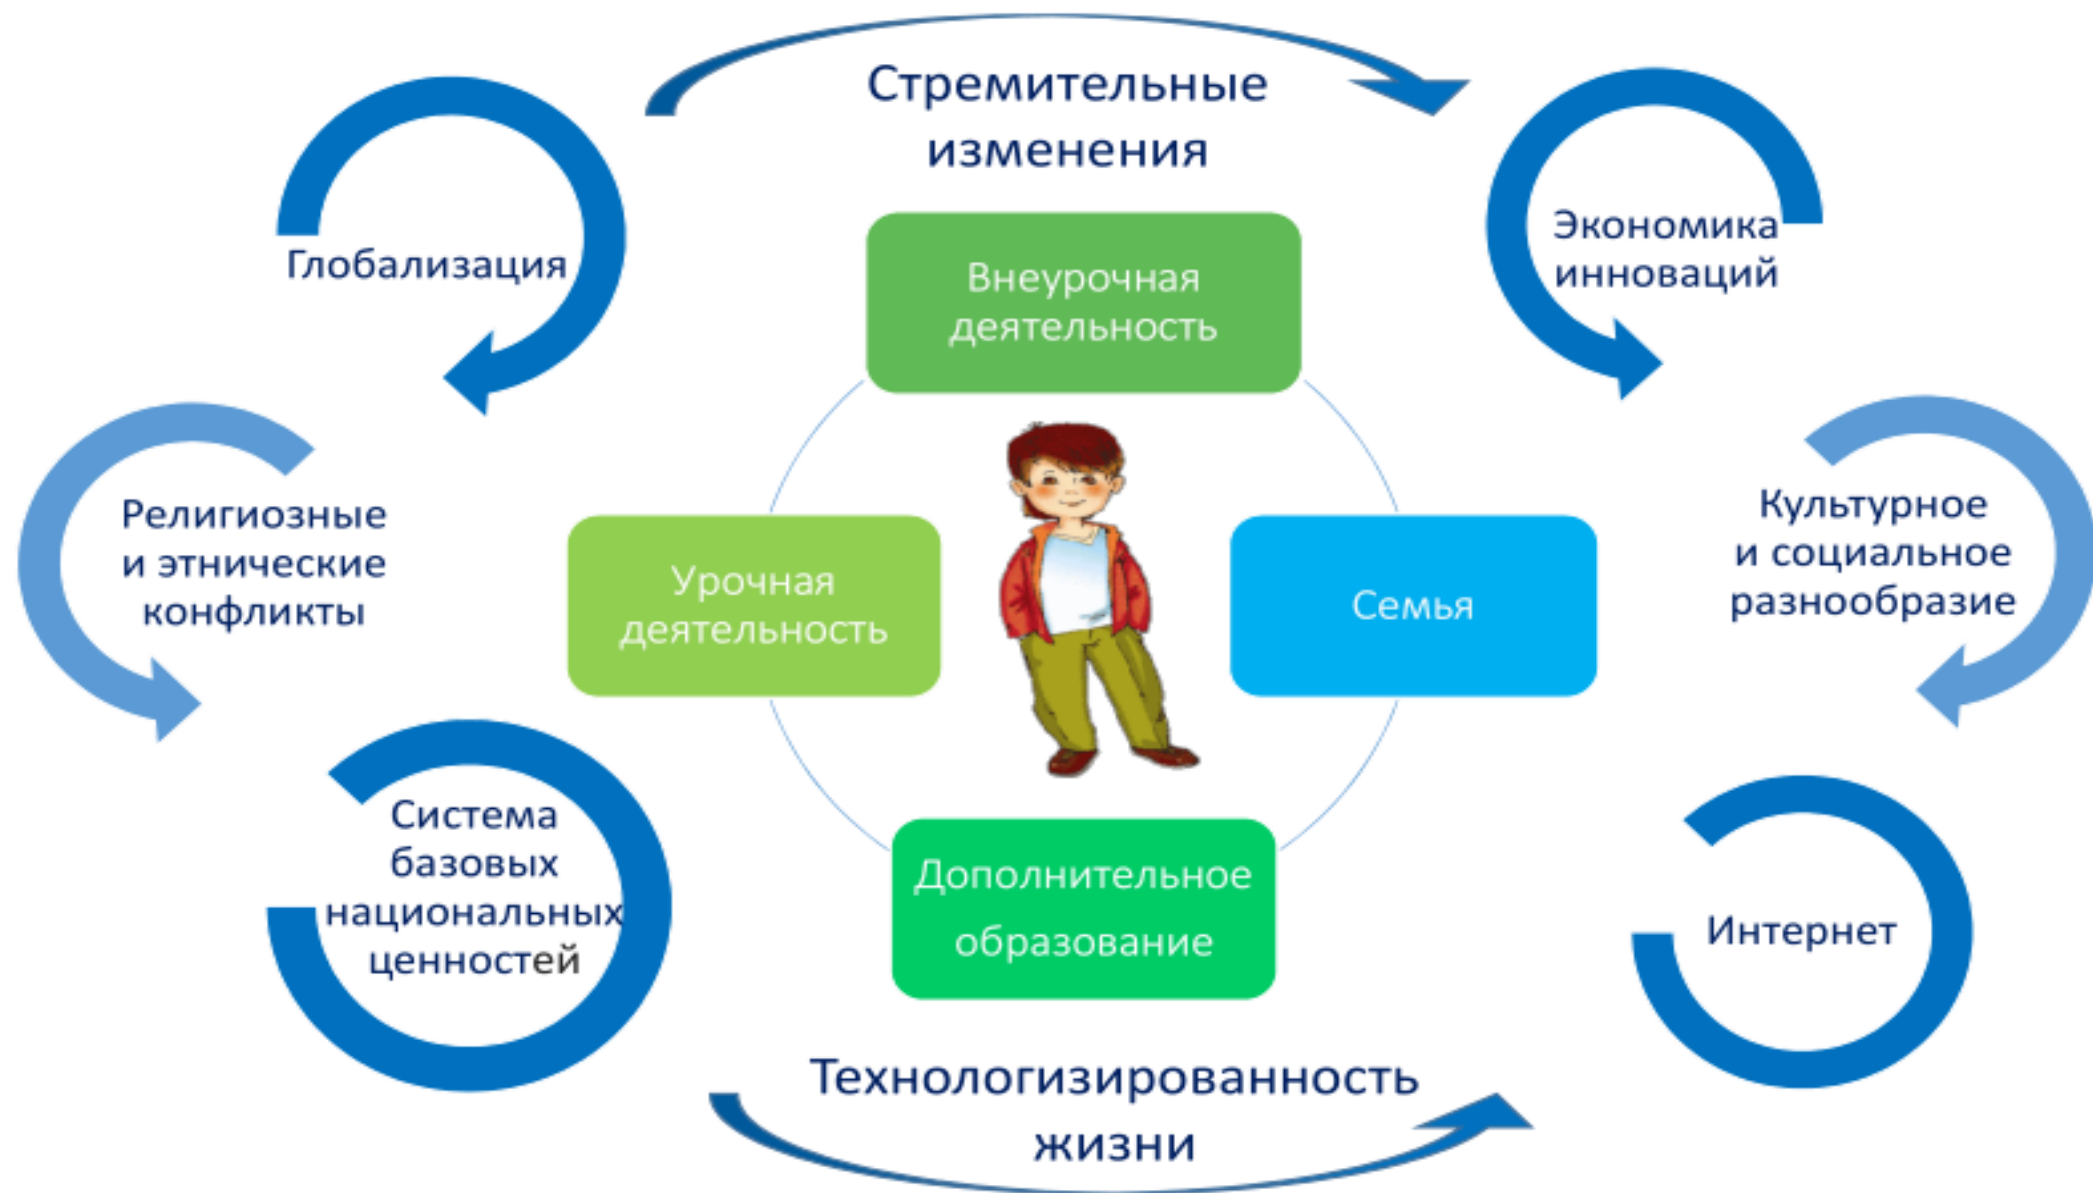 Стремительные
изменения
Глобализация
Экономика
инноваций
Внеурочная
деятельность
Религиозные
и этнические
конфликты
Урочная
деятельность
Семья
Культурное
и социальное
разнообразие
Система
базовых
национальных
ценностей
Дополнительное
образование
Интернет
Технологизированность
жизни